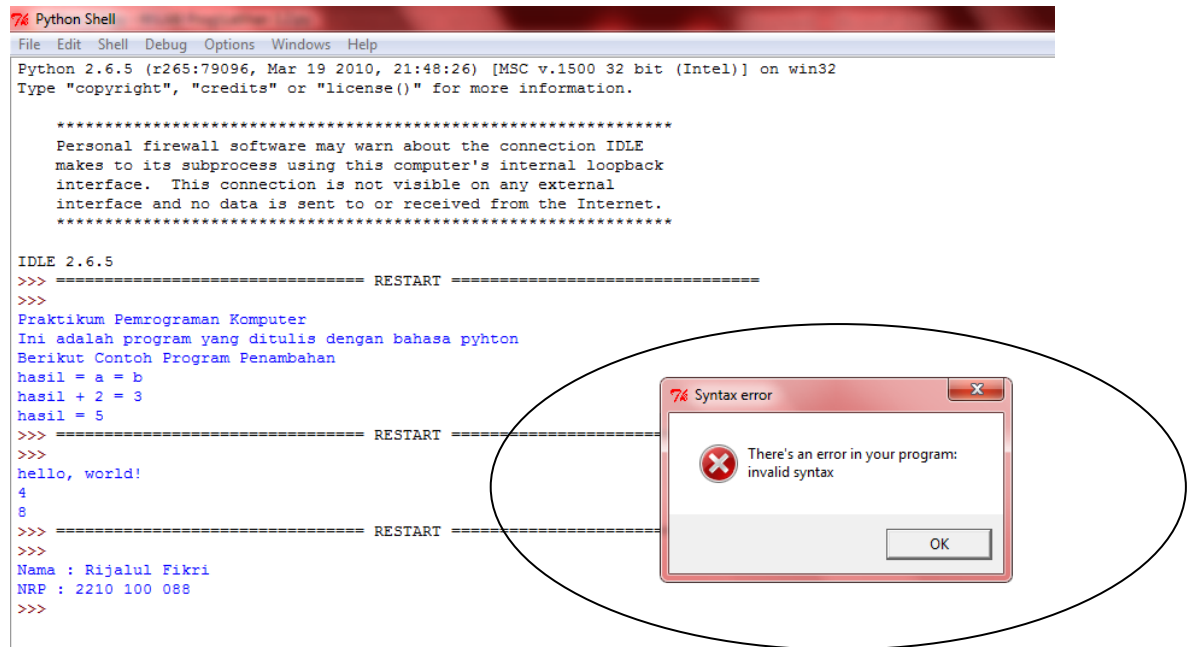 Python Shell
File Edit Shell Debug Options Windows Help
Python 2.6.5 (r265:79096, Mar 19 2010, 21:48:26) [MSC v.1500 32 bit (Intel)] on win32
Type "copyright", "credits" or "license()" for more information.
****************************************************************
Personal firewall software may warn about the connection IDLE
makes to its subprocess using this computer's internal loopback
interface. This connection is not visible on any external
interface and no data is sent to or received from the Internet.
****************************************************************
IDLE 2.6.5
>>> ================================ RESTART ================================
>>>
Praktikum Pemrograman Komputer
Ini adalah program yang ditulis dengan bahasa pyhton
Berikut Contoh Program Penambahan
hasil = a = b
hasil + 2 = 3
hasil = 5
>>> ================================ RESTART ======================
>>>
hello, world!
4
8
>>> ================================ RESTART ======================
>>>
Nama : Rijalul Fikri
NRP : 2210 100 088
>>>
Syntax error
There's an error in your program:
invalid syntax
OK